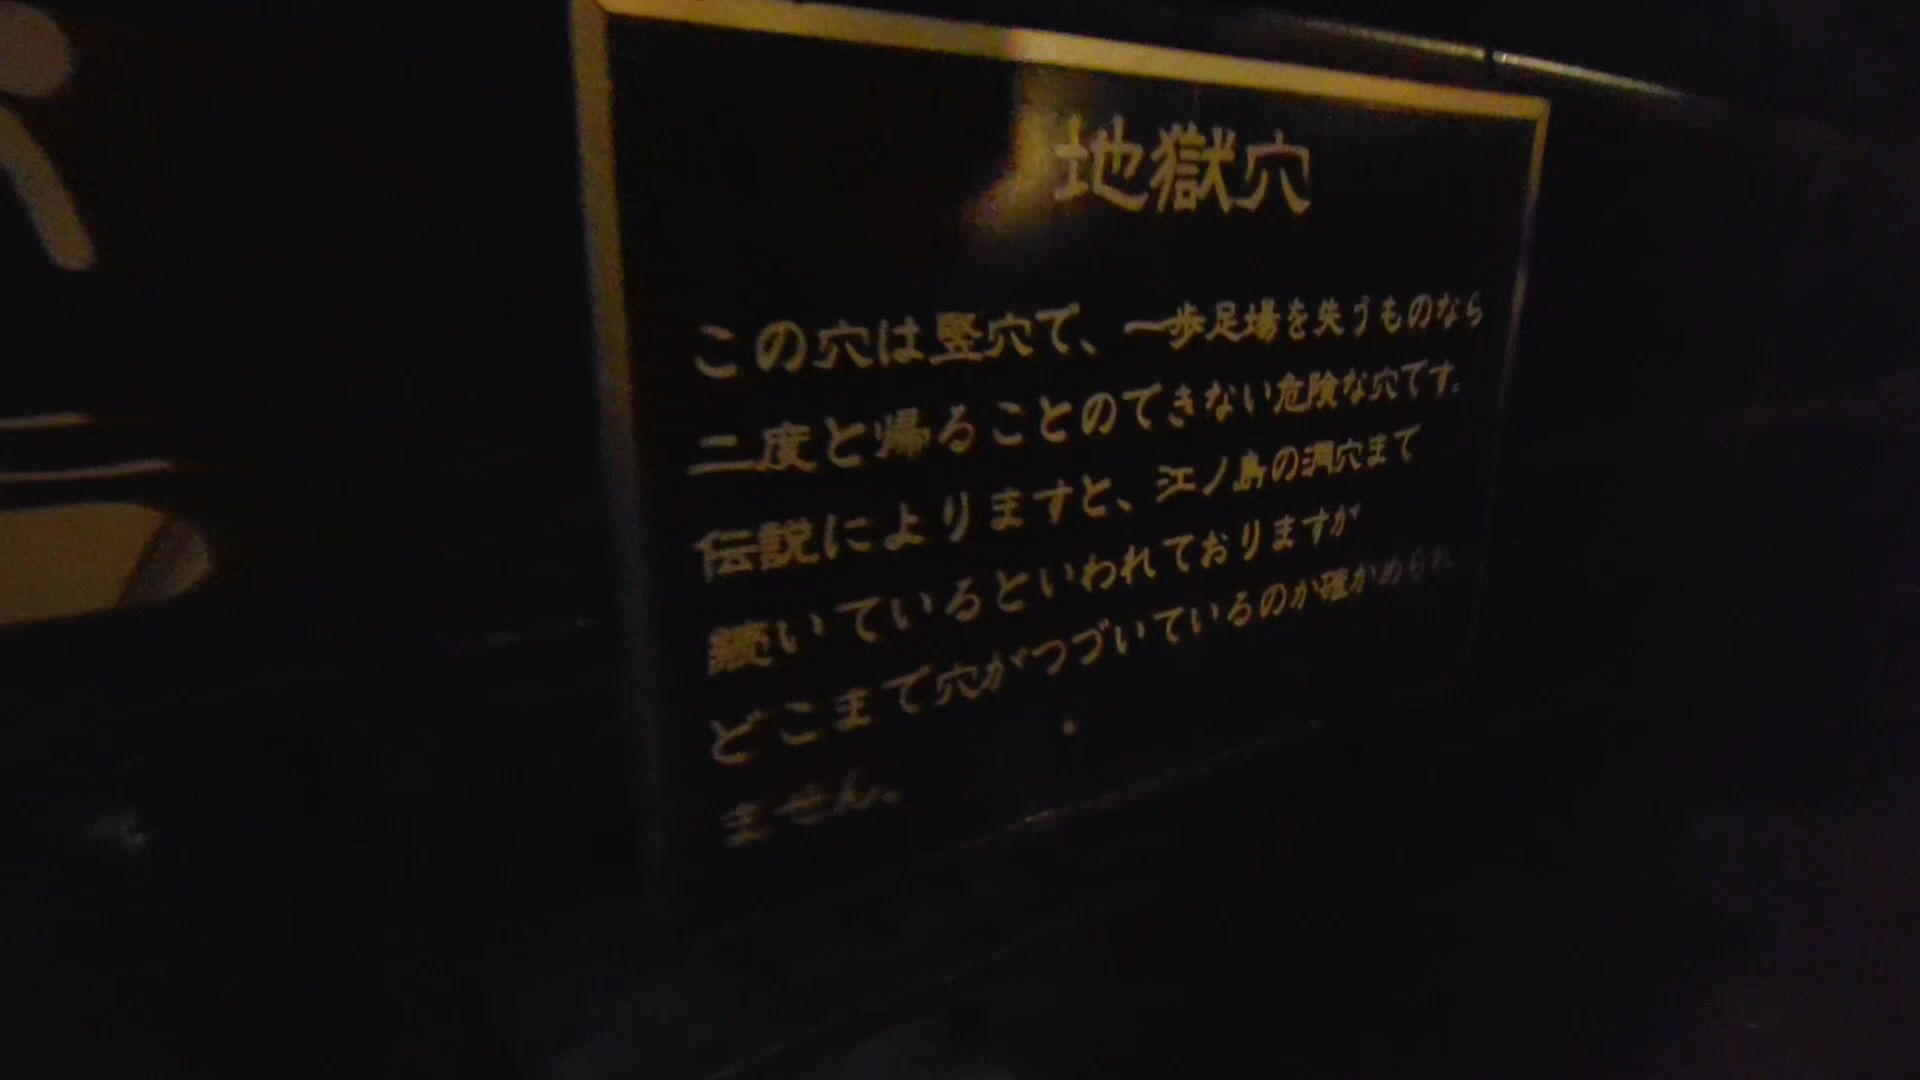 地獄穴
この穴は竪穴で、一歩足場を失うものなら
二度と帰ることのできない危険な穴です。
伝説によりますと、江ノ島の洞穴まで
続いているといわれておりますが
どこまで穴がつづいているのか確かめられ
ません。